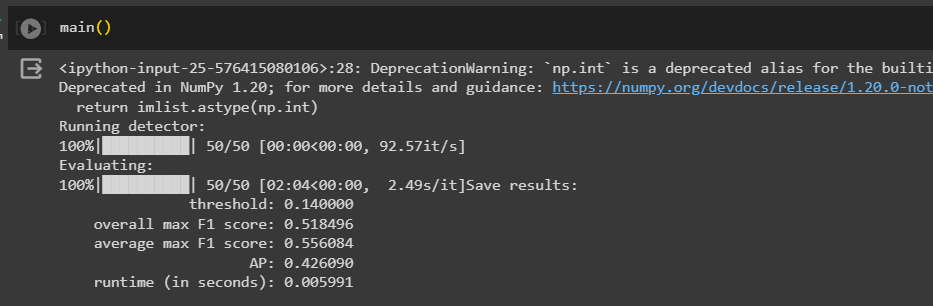 main()
<ipython-input-25-576415080106>:28: DeprecationWarning: `np.int` is a deprecated alias for the builti
Deprecated in NumPy 1.20; for more details and guidance: https://numpy.org/devdocs/release/1.20.0-not
return imlist.astype(np.int)
Running detector:
100%|██████████| 50/50 [00:00<00:00, 92.57it/s]
Evaluating:
100%|██████████| 50/50 [02:04<00:00,  2.49s/it]Save results:
threshold: 0.140000
overall max F1 score: 0.518496
average max F1 score: 0.556084
AP: 0.426090
runtime (in seconds): 0.005991